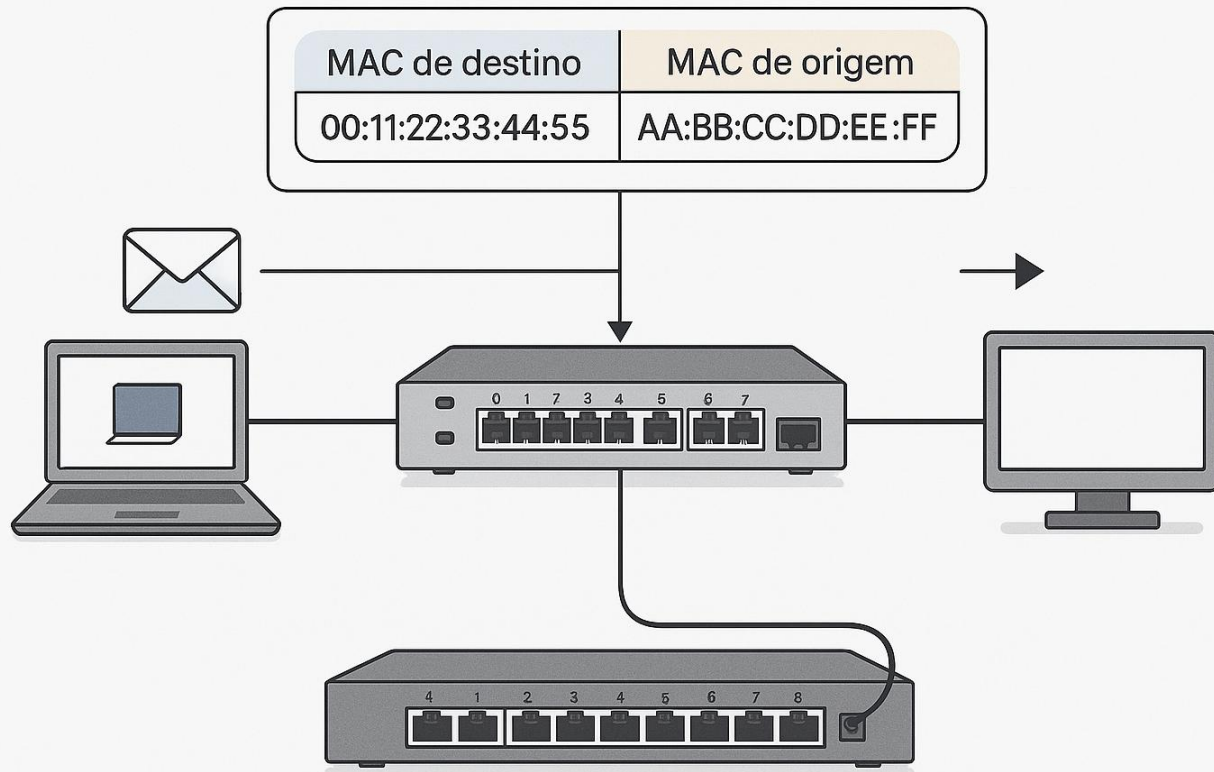 MAC de destino MAC de origem
00:11:22:33:44:55 AA:BB:CC:DD:EE:FF
0 1 7 3 4 5 6 7
4 1 2 3 4 5 6 7 8